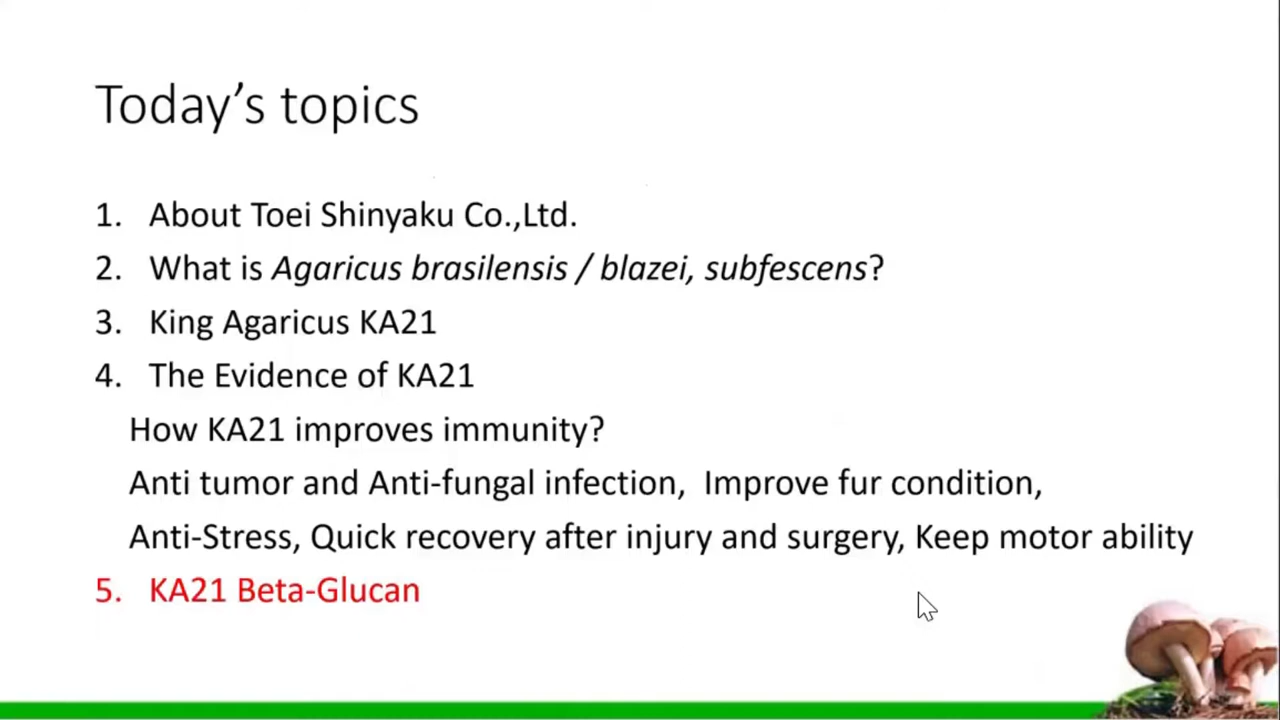 Today’s topics
1. About Toei Shinyaku Co.,Ltd.
2. What is Agaricus brasilensis / blazei, subfescens?
3. King Agaricus KA21
4. The Evidence of KA21
How KA21 improves immunity?
Anti tumor and Anti-fungal infection, Improve fur condition,
Anti-Stress, Quick recovery after injury and surgery, Keep motor ability
5. KA21 Beta-Glucan